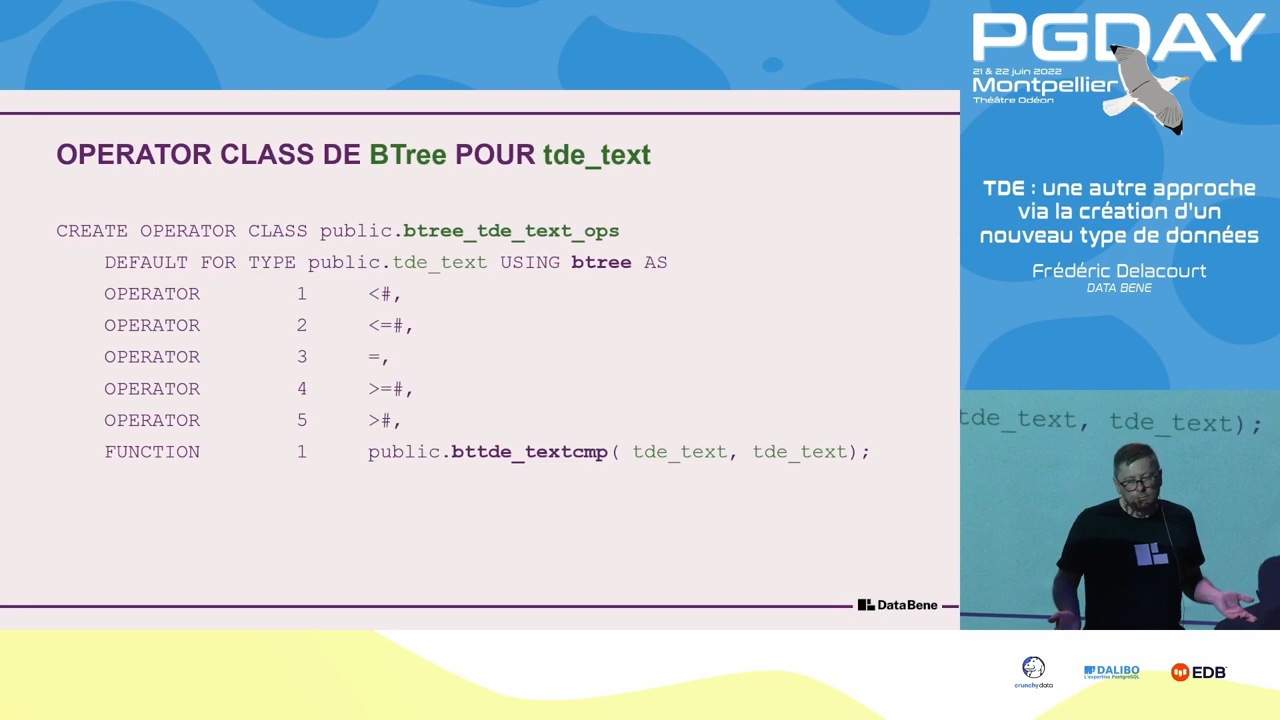 OPERATOR CLASS DE BTree POUR tde_text
CREATE OPERATOR CLASS public.btree_tde_text_ops
DEFAULT FOR TYPE public.tde_text USING btree AS
OPERATOR 1 <#,
OPERATOR 2 <=#,
OPERATOR 3 =,
OPERATOR 4 >=#,
OPERATOR 5 >#,
FUNCTION 1 public.bttde_textcmp( tde_text, tde_text);
DataBene
PGDAY
21 & 22 juin 2022
Montpellier
Théâtre Odéon
TDE : une autre approche
via la création d'un
nouveau type de données
Frédéric Delacourt
DATA BENE
tde_text, tde_text);
crunchydata
DALIBO
L'expertise PostgreSQL
EDB